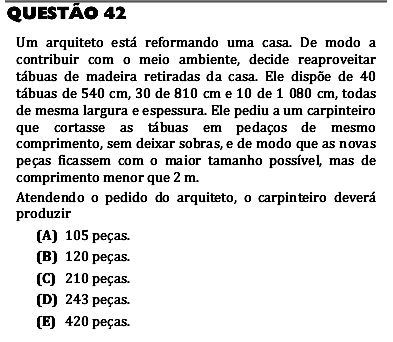 QUESTÃO 42
Um arquiteto está reformando uma casa. De modo a
contribuir com o meio ambiente, decide reaproveitar
tábuas de madeira retiradas da casa. Ele dispõe de 40
tábuas de 540 cm, 30 de 810 cm e 10 de 1 080 cm, todas
de mesma largura e espessura. Ele pediu a um carpinteiro
que cortasse as tábuas em pedaços de mesmo
comprimento, sem deixar sobras, e de modo que as novas
peças ficassem com o maior tamanho possível, mas de
comprimento menor que 2 m.
Atendendo o pedido do arquiteto, o carpinteiro deverá
produzir
(A) 105 peças.
(B) 120 peças.
(C) 210 peças.
(D) 243 peças.
(E) 420 peças.